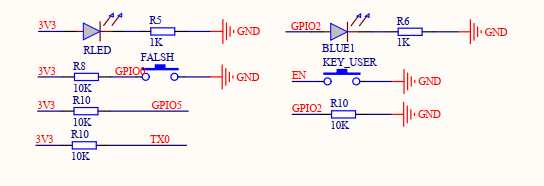 3V3 RLED R5 1K GND
GPIO2 BLUE1 R6 1K GND
3V3 R8 10K GPIO0 FALSH GND
EN KEY_USER GND
3V3 R10 10K GPIO5
GPIO2 R10 10K GND
3V3 R10 10K TX0